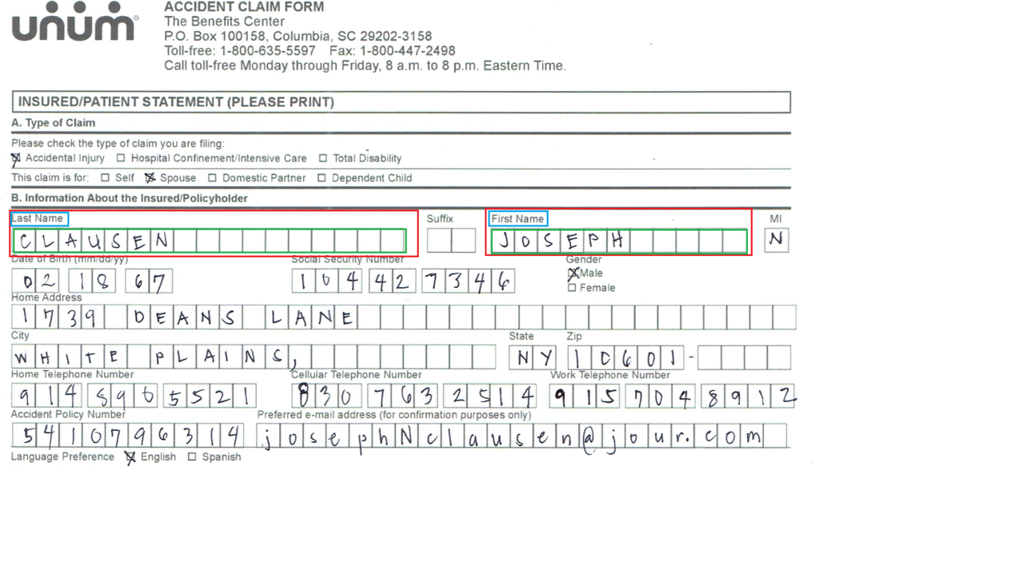 unum®
ACCIDENT CLAIM FORM
The Benefits Center
P.O. Box 100158, Columbia, SC 29202-3158
Toll-free: 1-800-635-5597 Fax: 1-800-447-2498
Call toll-free Monday through Friday, 8 a.m. to 8 p.m. Eastern Time.
INSURED/PATIENT STATEMENT (PLEASE PRINT)
A. Type of Claim
Please check the type of claim you are filing:
☒ Accidental Injury ☐ Hospital Confinement/Intensive Care ☐ Total Disability
This claim is for: ☐ Self ☒ Spouse ☐ Domestic Partner ☐ Dependent Child
B. Information About the Insured/Policyholder
Last Name Suffix First Name MI
CLAUSEN JOSEPH N
Date of Birth (mm/dd/yy) Social Security Number Gender
02 18 67 104 42 7346 ☒ Male
☐ Female
Home Address
1739 DEANS LANE
City State Zip
WHITE PLAINS, NY 10601-
Home Telephone Number Cellular Telephone Number Work Telephone Number
914 896 5521 830 763 2514 915 704 8912
Accident Policy Number Preferred e-mail address (for confirmation purposes only)
5410796314 josephNclausen@jour.com
Language Preference ☒ English ☐ Spanish